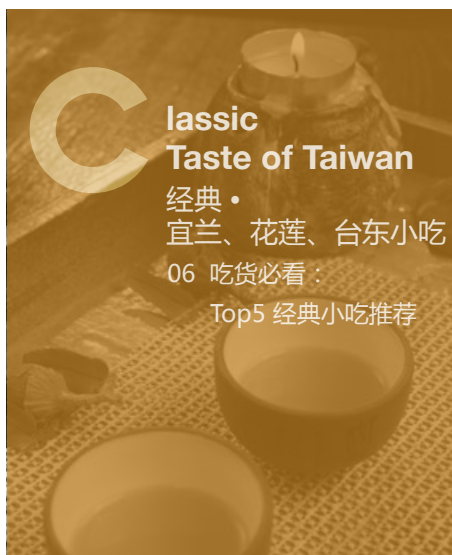 Classic
Taste of Taiwan
经典 •
宜兰、花莲、台东小吃
06 吃货必看：
Top5 经典小吃推荐